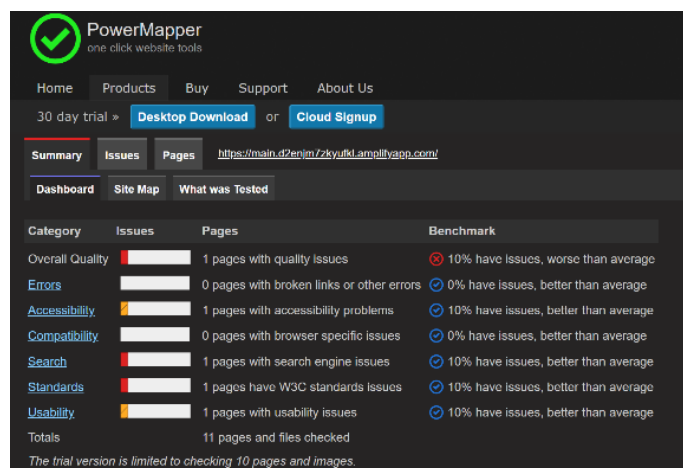 PowerMapper
one click website tools
Home Products Buy Support About Us
30 day trial » Desktop Download or Cloud Signup
Summary Issues Pages https://main.d2enjm7zkyufkl.amplifyapp.com/
Dashboard Site Map What was Tested
Category Issues Pages Benchmark
Overall Quality 1 pages with quality issues 10% have issues, worse than average
Errors 0 pages with broken links or other errors 0% have issues, better than average
Accessibility 1 pages with accessibility problems 10% have issues, better than average
Compatibility 0 pages with browser specific issues 0% have issues, better than average
Search 1 pages with search engine issues 10% have issues, better than average
Standards 1 pages have W3C standards issues 10% have issues, better than average
Usability 1 pages with usability issues 10% have issues, better than average
Totals 11 pages and files checked
The trial version is limited to checking 10 pages and images.